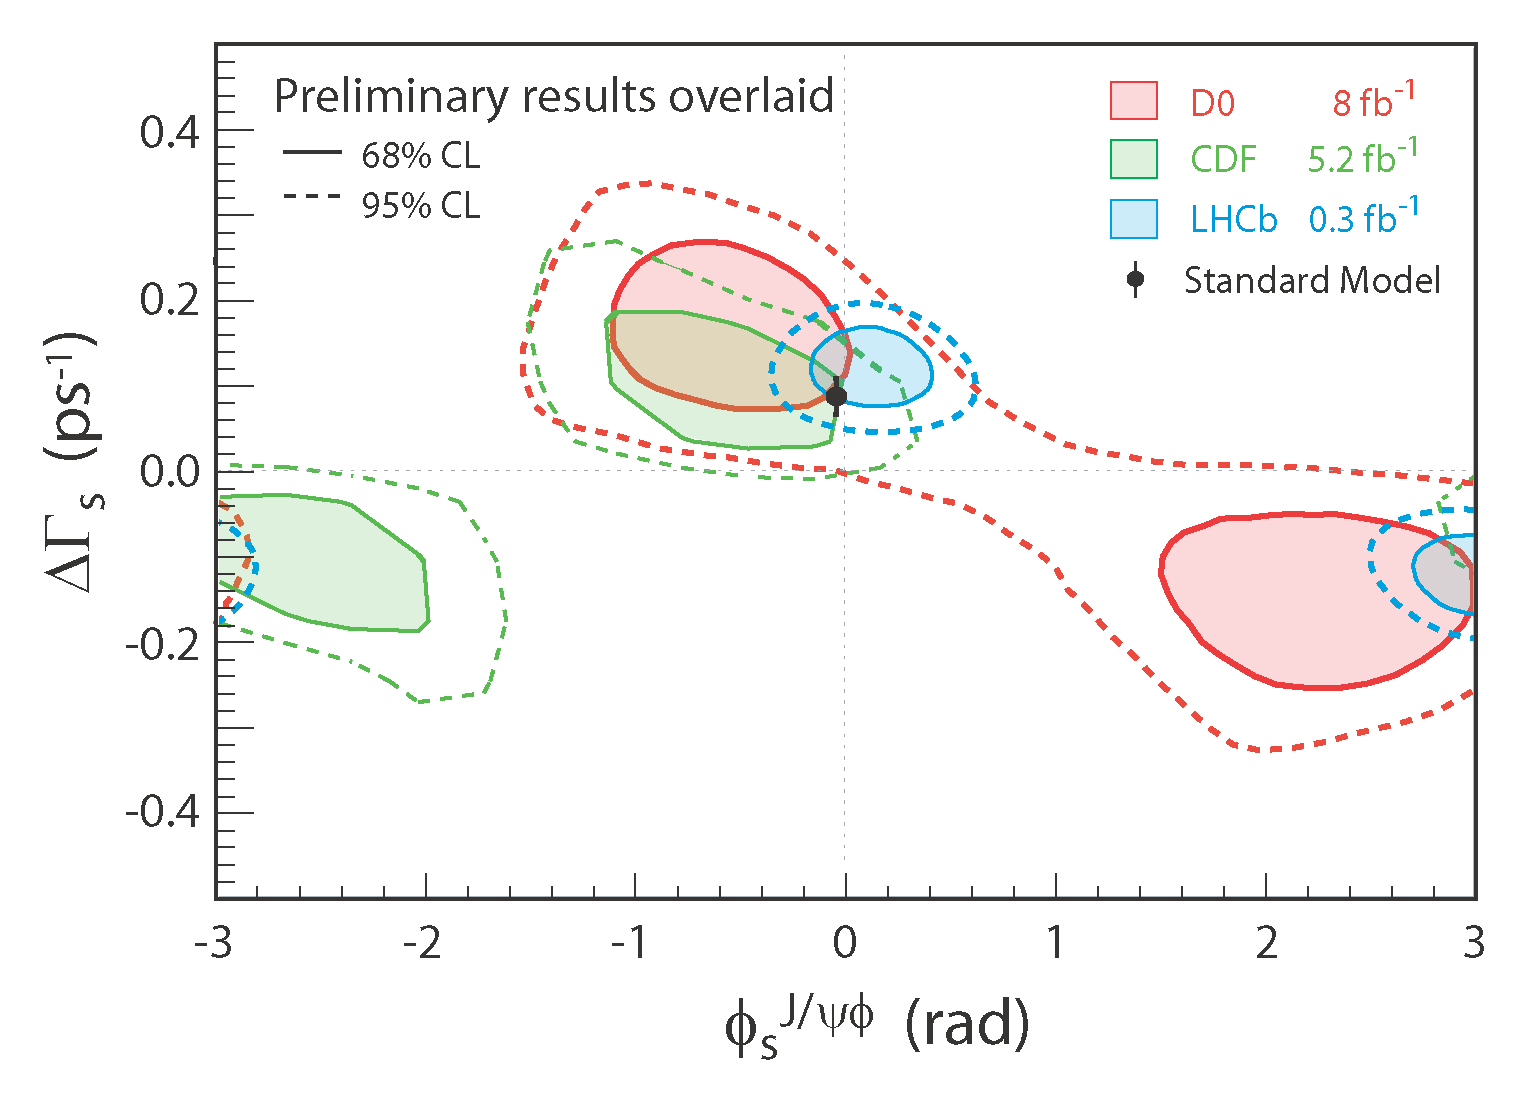 Preliminary results overlaid
68% CL
95% CL
D0 8 fb⁻¹
CDF 5.2 fb⁻¹
LHCb 0.3 fb⁻¹
Standard Model
ΔΓs (ps⁻¹)
0.4
0.2
0.0
-0.2
-0.4
-3 -2 -1 0 1 2 3
ϕs J/ψϕ (rad)